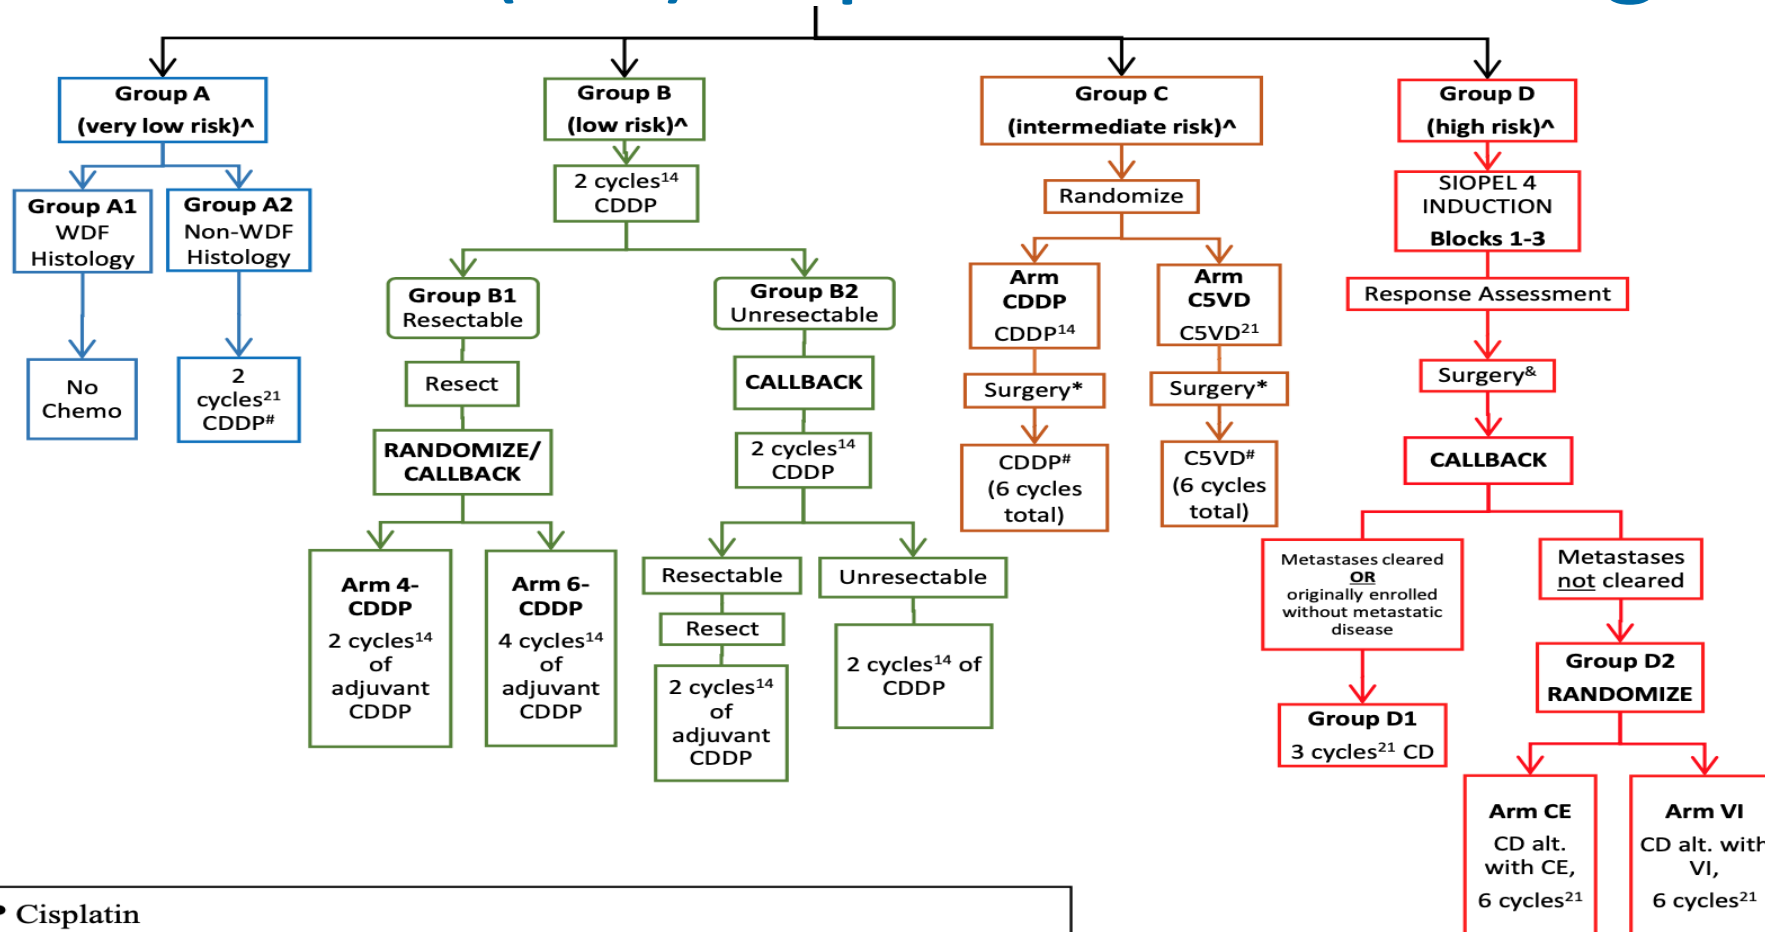 Group A
(very low risk)^
Group A1
WDF
Histology
No
Chemo
Group A2
Non-WDF
Histology
2
cycles21
CDDP#
Group B
(low risk)^
2 cycles14
CDDP
Group B1
Resectable
Resect
RANDOMIZE/
CALLBACK
Arm 4-
CDDP
2 cycles14
of
adjuvant
CDDP
Arm 6-
CDDP
4 cycles14
of
adjuvant
CDDP
Group B2
Unresectable
CALLBACK
2 cycles14
CDDP
Resectable
Resect
2 cycles14
of
adjuvant
CDDP
Unresectable
2 cycles14 of
CDDP
Group C
(intermediate risk)^
Randomize
Arm
CDDP
CDDP14
Surgery*
CDDP#
(6 cycles
total)
Arm
C5VD
C5VD21
Surgery*
C5VD#
(6 cycles
total)
Group D
(high risk)^
SIOPEL 4
INDUCTION
Blocks 1-3
Response Assessment
Surgery&
CALLBACK
Metastases cleared
OR
originally enrolled
without metastatic
disease
Group D1
3 cycles21 CD
Metastases
not cleared
Group D2
RANDOMIZE
Arm CE
CD alt.
with CE,
6 cycles21
Arm VI
CD alt. with
VI,
6 cycles21
Cisplatin